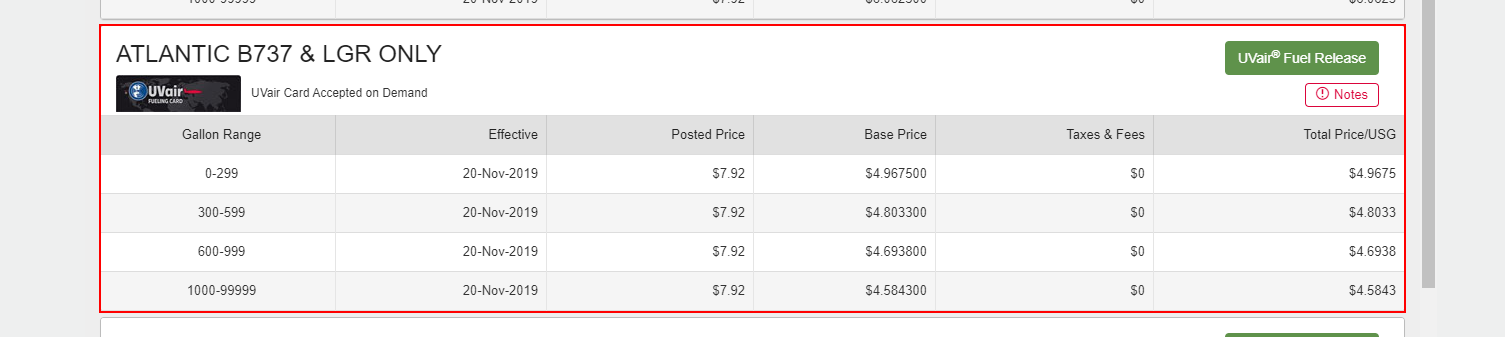 1000-99999 20-Nov-2019 $7.92 $0
ATLANTIC B737 & LGR ONLY
UVair® Fuel Release
UVair
FUELING CARD
UVair Card Accepted on Demand
Notes
Gallon Range Effective Posted Price Base Price Taxes & Fees Total Price/USG
0-299 20-Nov-2019 $7.92 $4.967500 $0 $4.9675
300-599 20-Nov-2019 $7.92 $4.803300 $0 $4.8033
600-999 20-Nov-2019 $7.92 $4.693800 $0 $4.6938
1000-99999 20-Nov-2019 $7.92 $4.584300 $0 $4.5843